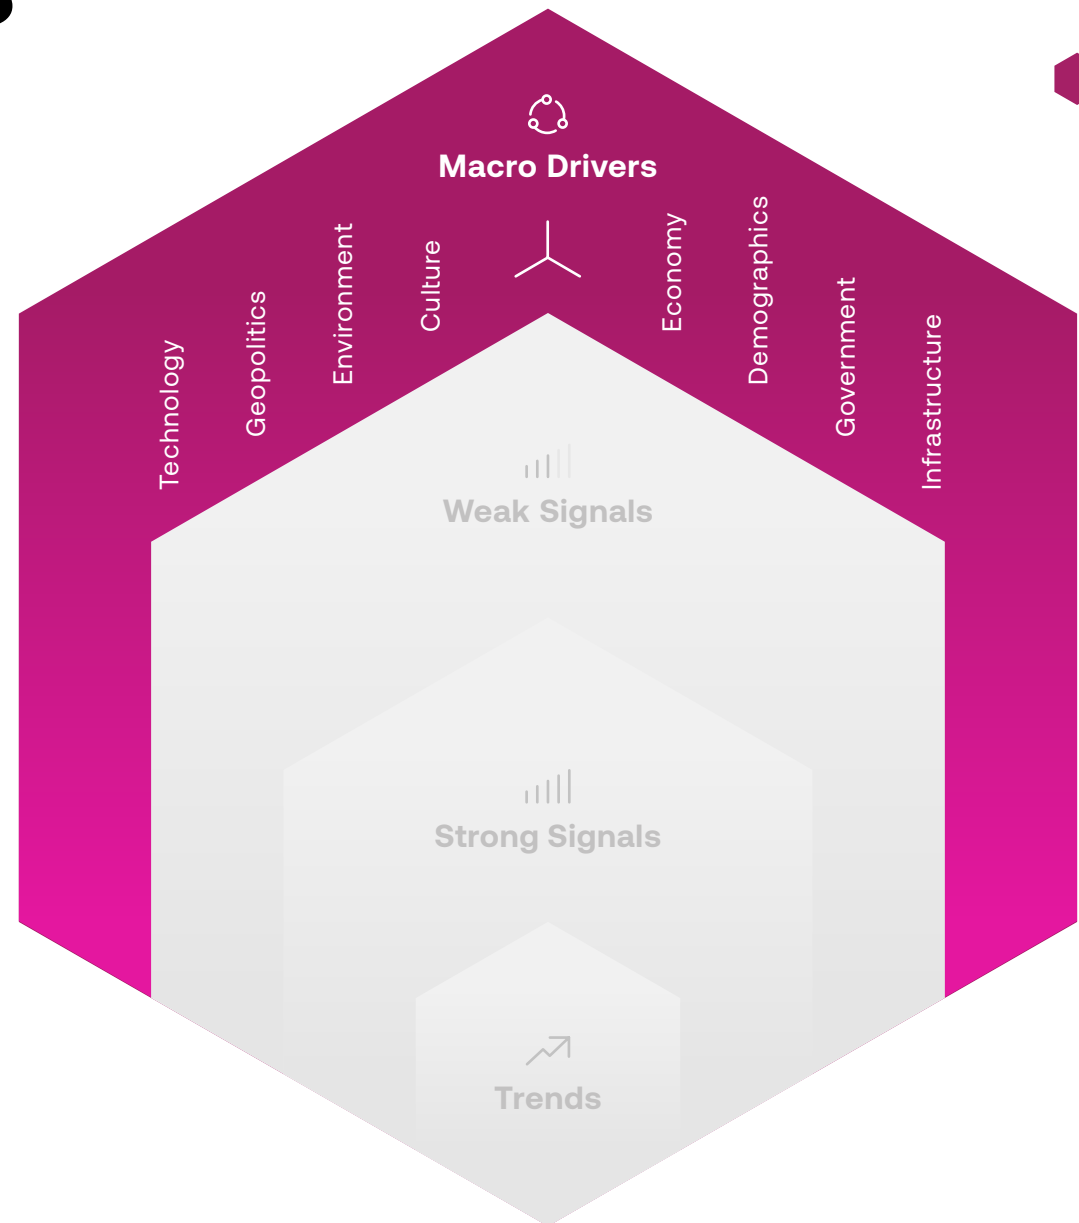 Macro Drivers
Technology
Geopolitics
Environment
Culture
Economy
Demographics
Government
Infrastructure
Weak Signals
Strong Signals
Trends